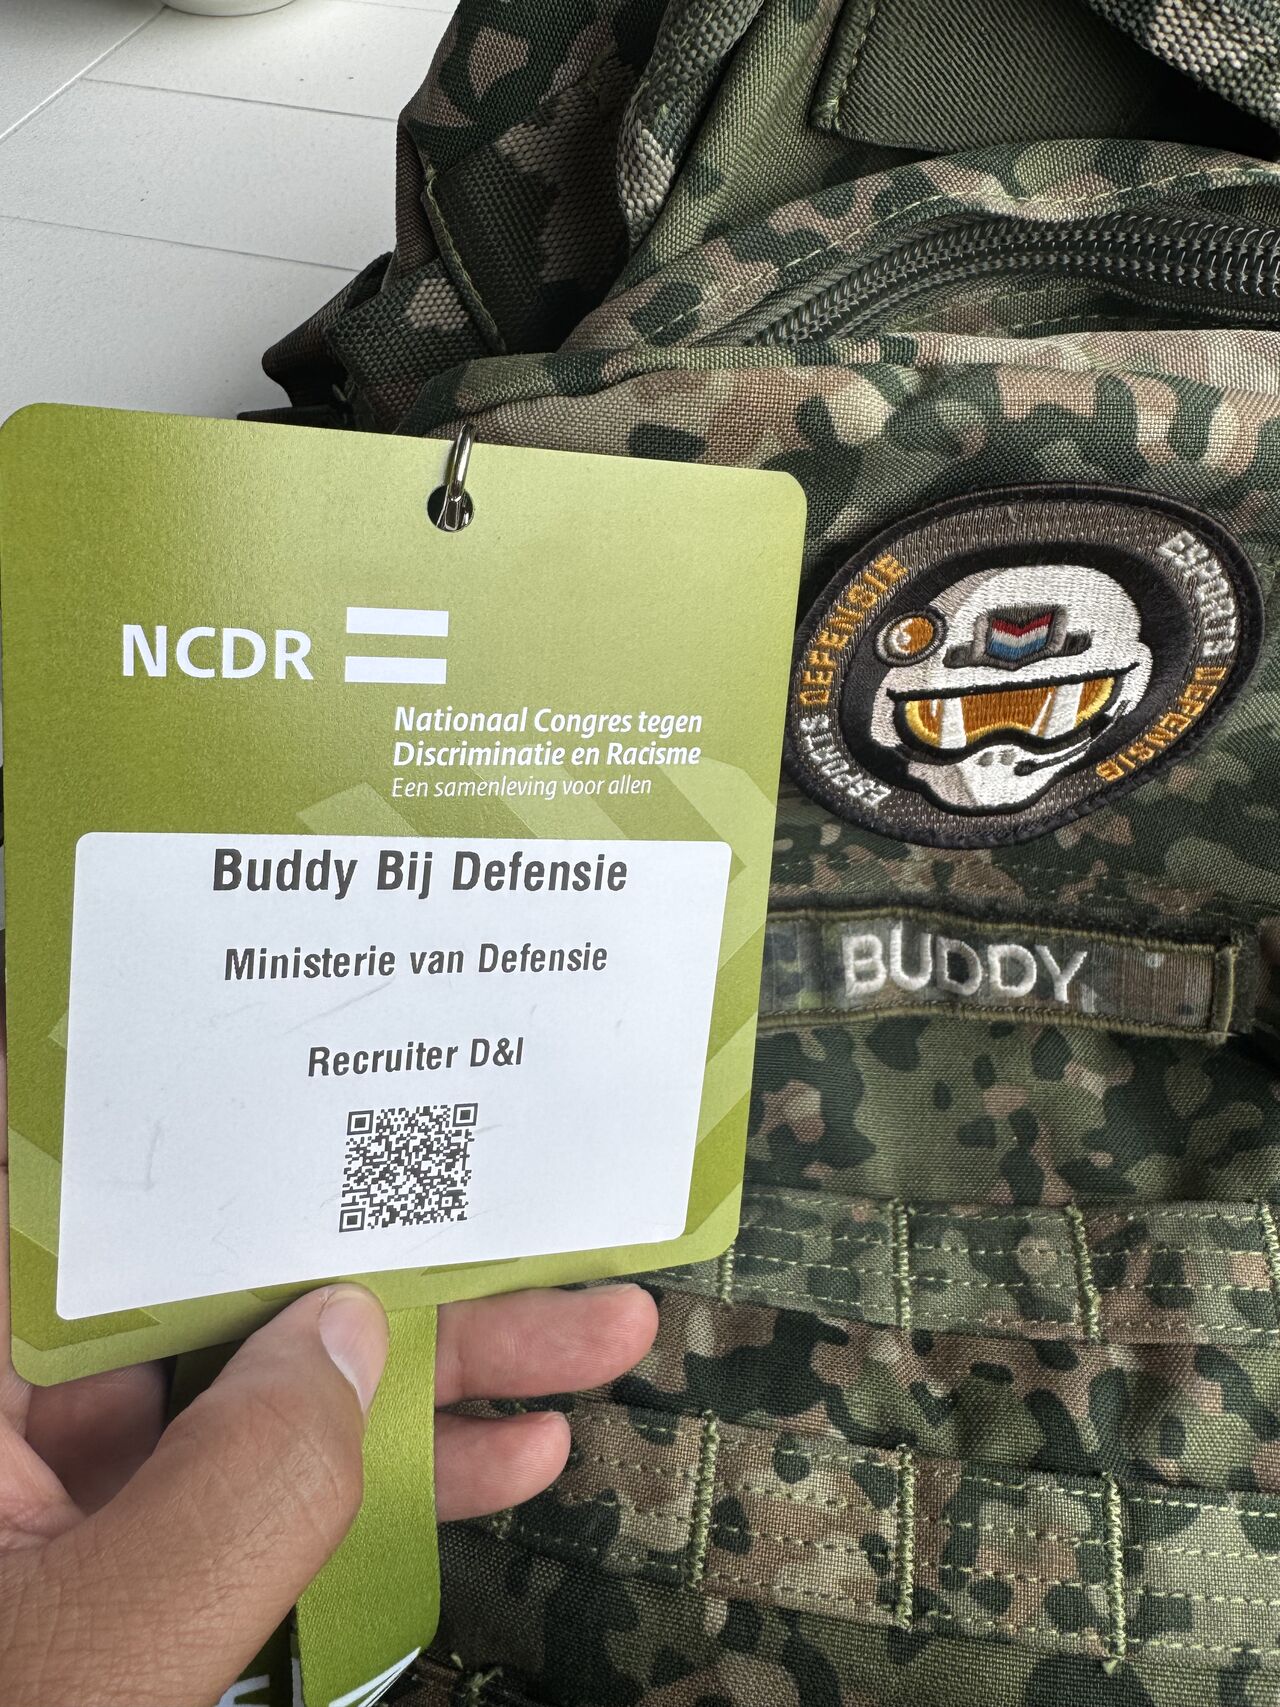 NCDR
Nationaal Congres tegen
Discriminatie en Racisme
Een samenleving voor allen
Buddy Bij Defensie
Ministerie van Defensie
Recruiter D&I
ESPORTS DEFENSIE
ESPORTS DEFENSIE
BUDDY